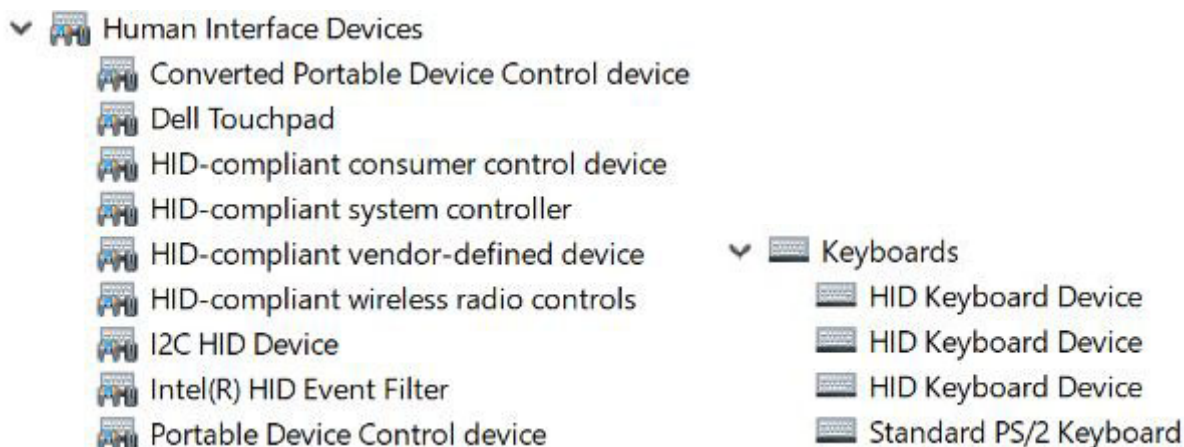 Human Interface Devices
Converted Portable Device Control device
Dell Touchpad
HID-compliant consumer control device
HID-compliant system controller
HID-compliant vendor-defined device
HID-compliant wireless radio controls
I2C HID Device
Intel(R) HID Event Filter
Portable Device Control device
Keyboards
HID Keyboard Device
HID Keyboard Device
HID Keyboard Device
Standard PS/2 Keyboard